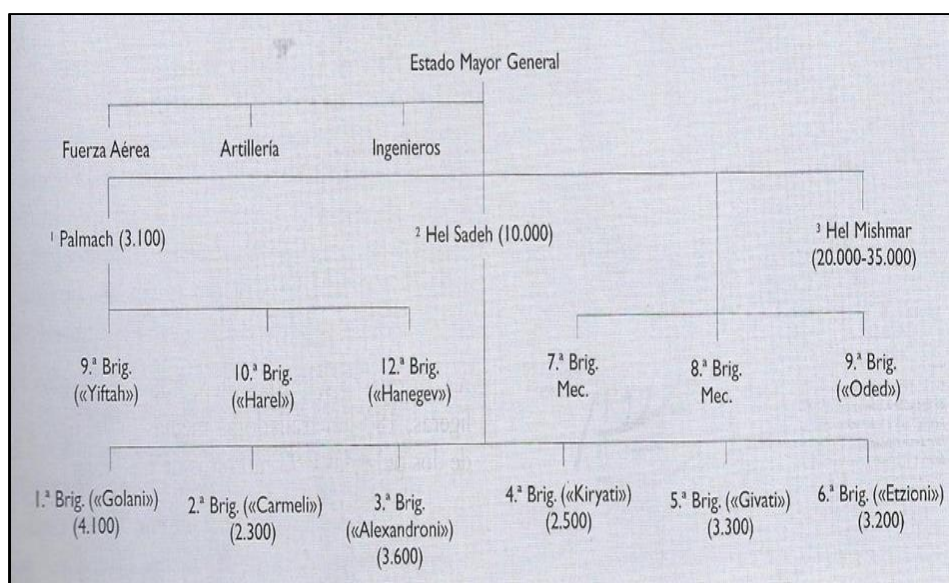 Estado Mayor General
Fuerza Aérea
Artillería
Ingenieros
¹ Palmach (3.100)
² Hel Sadeh (10.000)
³ Hel Mishmar
(20.000-35.000)
9.ª Brig.
(«Yiftah»)
10.ª Brig.
(«Harel»)
12.ª Brig.
(«Hanegev»)
7.ª Brig.
Mec.
8.ª Brig.
Mec.
9.ª Brig.
(«Oded»)
1.ª Brig. («Golani»)
(4.100)
2.ª Brig. («Carmeli»)
(2.300)
3.ª Brig.
(«Alexandroni»)
(3.600)
4.ª Brig. («Kiryati»)
(2.500)
5.ª Brig. («Givati»)
(3.300)
6.ª Brig. («Etzioni»)
(3.200)